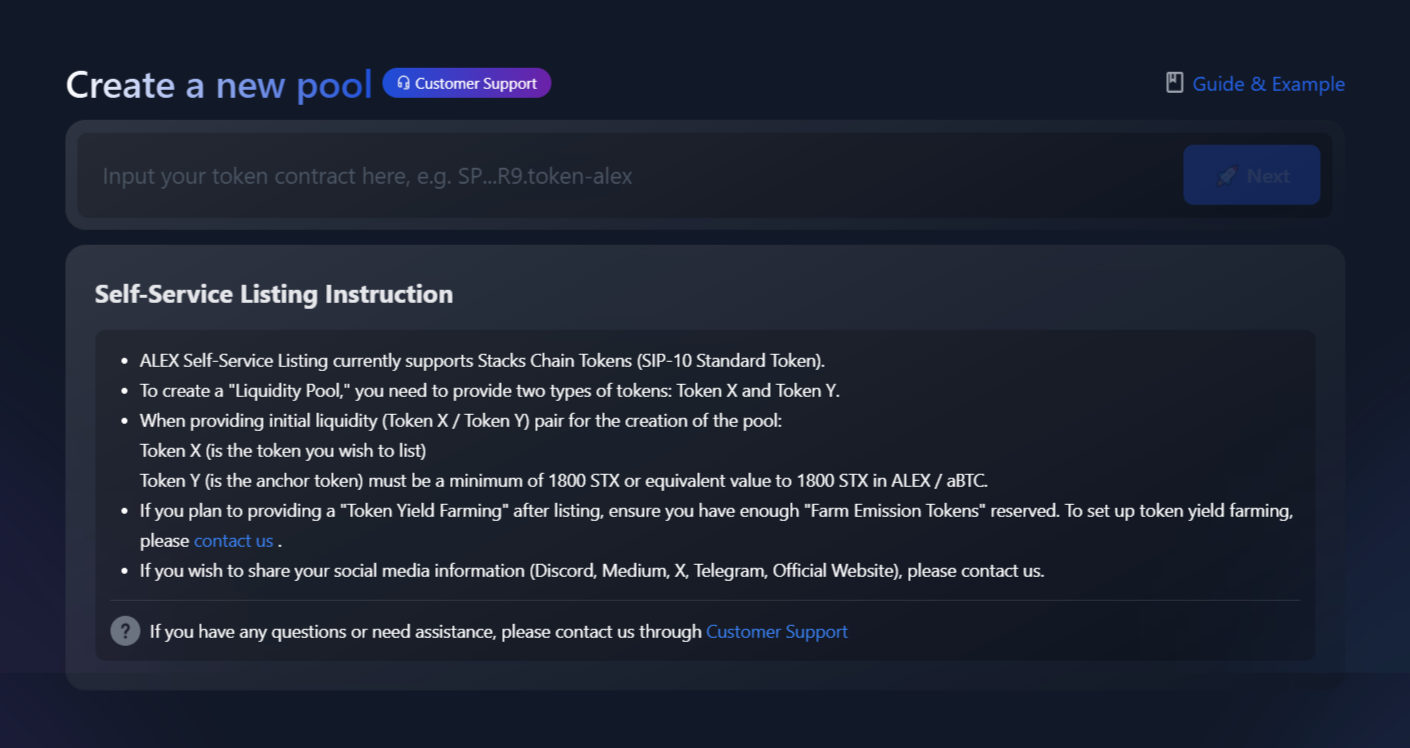 Create a new pool
Customer Support
Guide & Example
Input your token contract here, e.g. SP...R9.token-alex
Next
Self-Service Listing Instruction
• ALEX Self-Service Listing currently supports Stacks Chain Tokens (SIP-10 Standard Token).
• To create a "Liquidity Pool," you need to provide two types of tokens: Token X and Token Y.
• When providing initial liquidity (Token X / Token Y) pair for the creation of the pool:
Token X (is the token you wish to list)
Token Y (is the anchor token) must be a minimum of 1800 STX or equivalent value to 1800 STX in ALEX / aBTC.
• If you plan to providing a "Token Yield Farming" after listing, ensure you have enough "Farm Emission Tokens" reserved. To set up token yield farming,
please contact us .
• If you wish to share your social media information (Discord, Medium, X, Telegram, Official Website), please contact us.
? If you have any questions or need assistance, please contact us through Customer Support